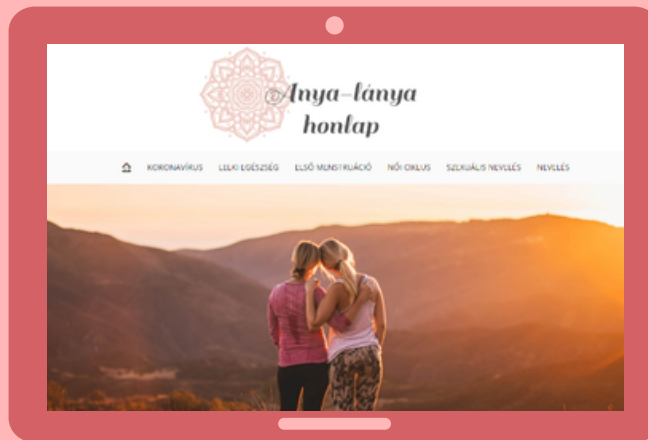 Anya-lánya
honlap
KORONAVÍRUS LELKI EGÉSZSÉG ELSŐ MENSTRUÁCIÓ NŐI CIKLUS SZEXUÁLIS NEVELÉS NEVELÉS